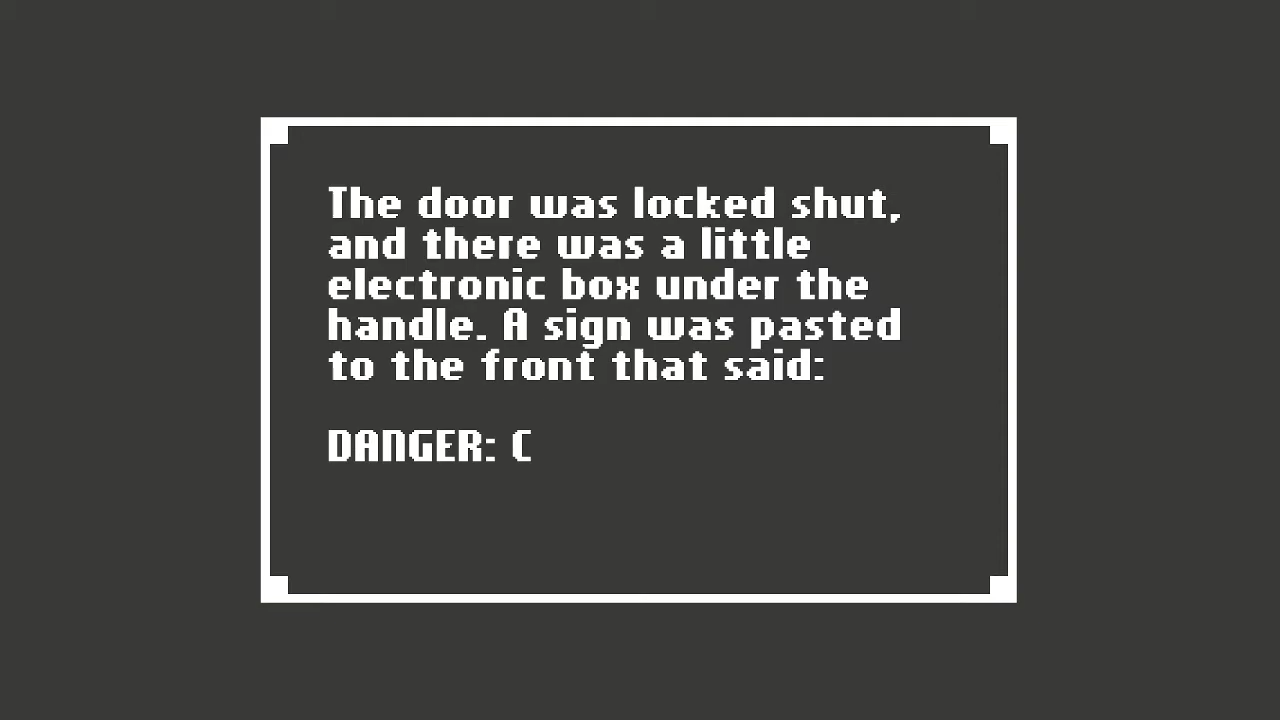 The door was locked shut,
and there was a little
electronic box under the
handle. A sign was pasted
to the front that said:
DANGER: C